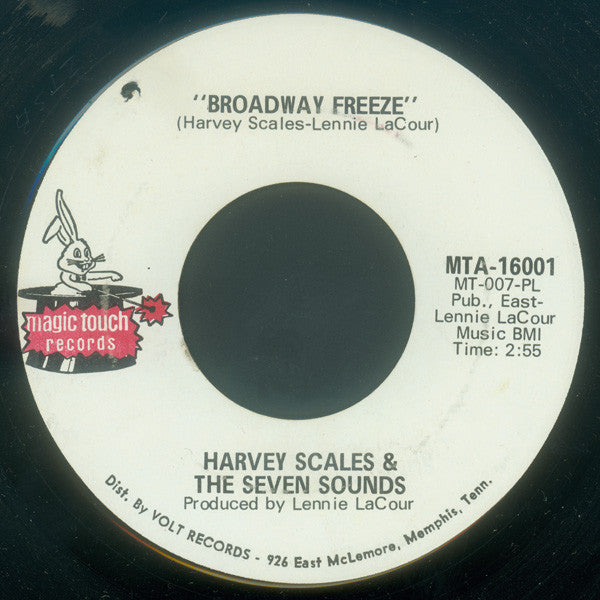 "BROADWAY FREEZE"
(Harvey Scales-Lennie LaCour)
magic touch
records
MTA-16001
MT-007-PL
Pub., East-
Lennie LaCour
Music BMI
Time: 2:55
HARVEY SCALES &
THE SEVEN SOUNDS
Produced by Lennie LaCour
Dist. By VOLT RECORDS - 926 East McLemore, Memphis, Tenn.